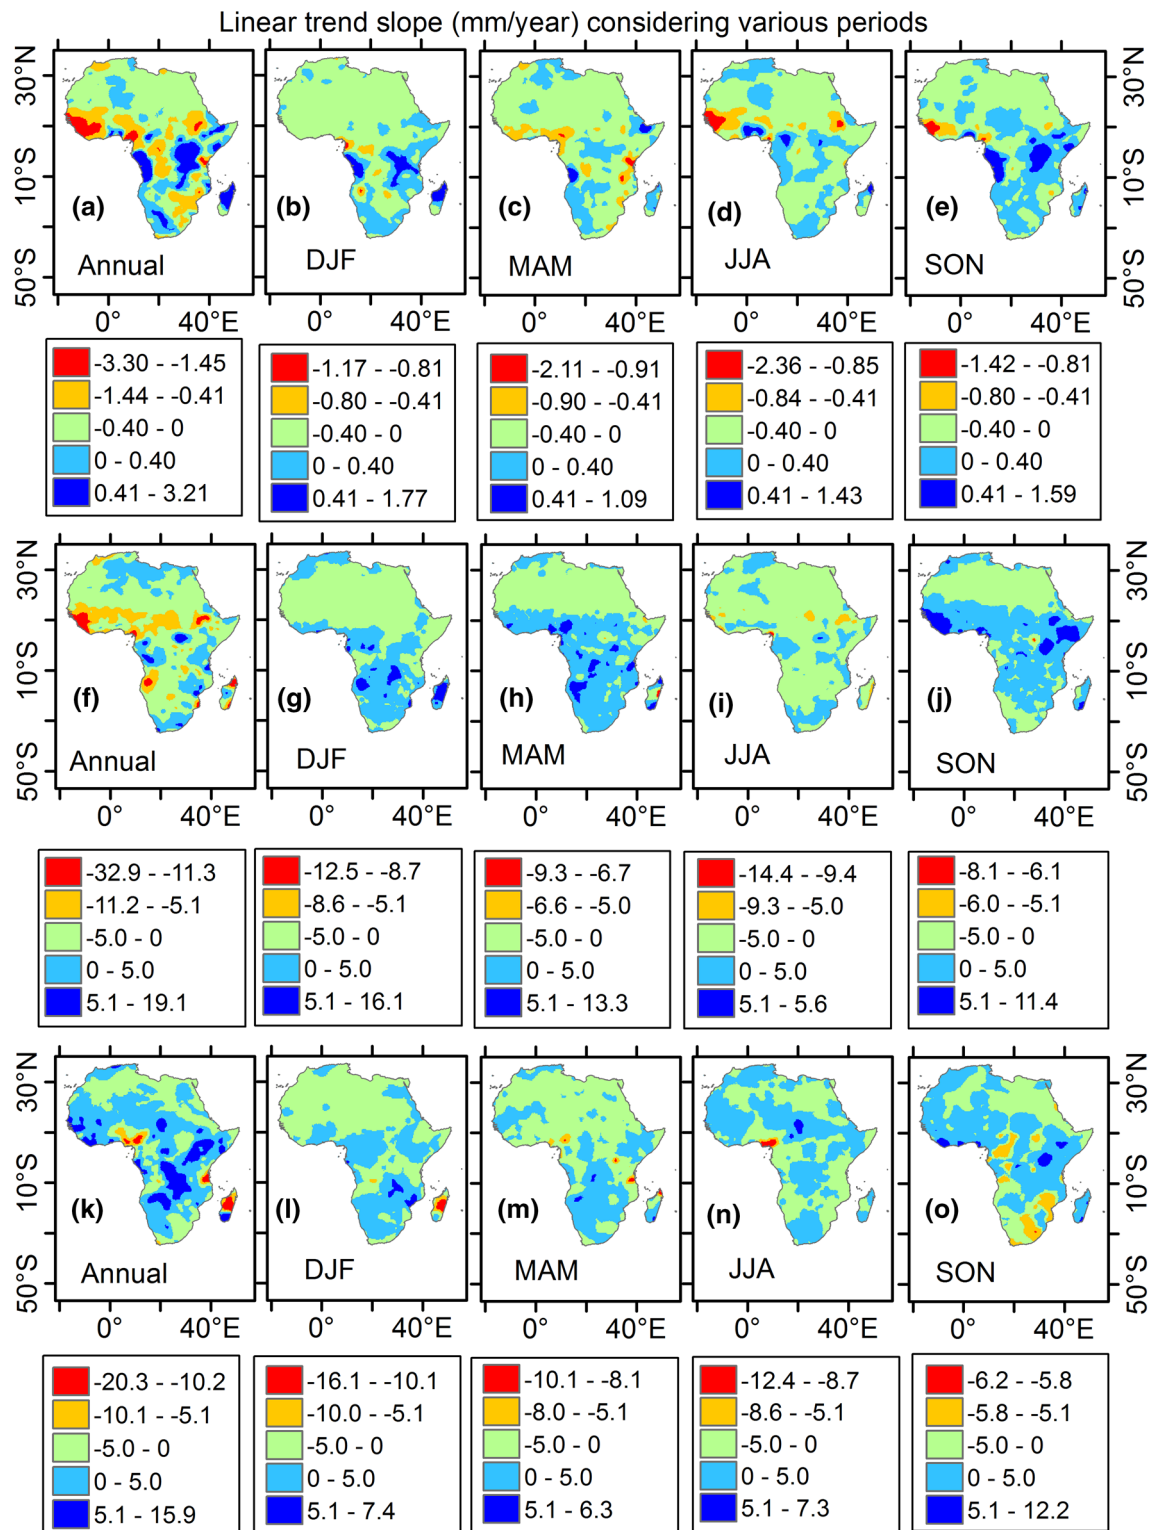 Linear trend slope (mm/year) considering various periods
30°N 10°S 50°S
(a) (b) (c) (d) (e)
Annual DJF MAM JJA SON
30°N 10°S 50°S
0° 40°E 0° 40°E 0° 40°E 0° 40°E 0° 40°E
-3.30 - -1.45 -1.17 - -0.81 -2.11 - -0.91 -2.36 - -0.85 -1.42 - -0.81
-1.44 - -0.41 -0.80 - -0.41 -0.90 - -0.41 -0.84 - -0.41 -0.80 - -0.41
-0.40 - 0 -0.40 - 0 -0.40 - 0 -0.40 - 0 -0.40 - 0
0 - 0.40 0 - 0.40 0 - 0.40 0 - 0.40 0 - 0.40
0.41 - 3.21 0.41 - 1.77 0.41 - 1.09 0.41 - 1.43 0.41 - 1.59
30°N 10°S 50°S
(f) (g) (h) (i) (j)
Annual DJF MAM JJA SON
30°N 10°S 50°S
0° 40°E 0° 40°E 0° 40°E 0° 40°E 0° 40°E
-32.9 - -11.3 -12.5 - -8.7 -9.3 - -6.7 -14.4 - -9.4 -8.1 - -6.1
-11.2 - -5.1 -8.6 - -5.1 -6.6 - -5.0 -9.3 - -5.0 -6.0 - -5.1
-5.0 - 0 -5.0 - 0 -5.0 - 0 -5.0 - 0 -5.0 - 0
0 - 5.0 0 - 5.0 0 - 5.0 0 - 5.0 0 - 5.0
5.1 - 19.1 5.1 - 16.1 5.1 - 13.3 5.1 - 5.6 5.1 - 11.4
30°N 10°S 50°S
(k) (l) (m) (n) (o)
Annual DJF MAM JJA SON
30°N 10°S 50°S
0° 40°E 0° 40°E 0° 40°E 0° 40°E 0° 40°E
-20.3 - -10.2 -16.1 - -10.1 -10.1 - -8.1 -12.4 - -8.7 -6.2 - -5.8
-10.1 - -5.1 -10.0 - -5.1 -8.0 - -5.1 -8.6 - -5.1 -5.8 - -5.1
-5.0 - 0 -5.0 - 0 -5.0 - 0 -5.0 - 0 -5.0 - 0
0 - 5.0 0 - 5.0 0 - 5.0 0 - 5.0 0 - 5.0
5.1 - 15.9 5.1 - 7.4 5.1 - 6.3 5.1 - 7.3 5.1 - 12.2